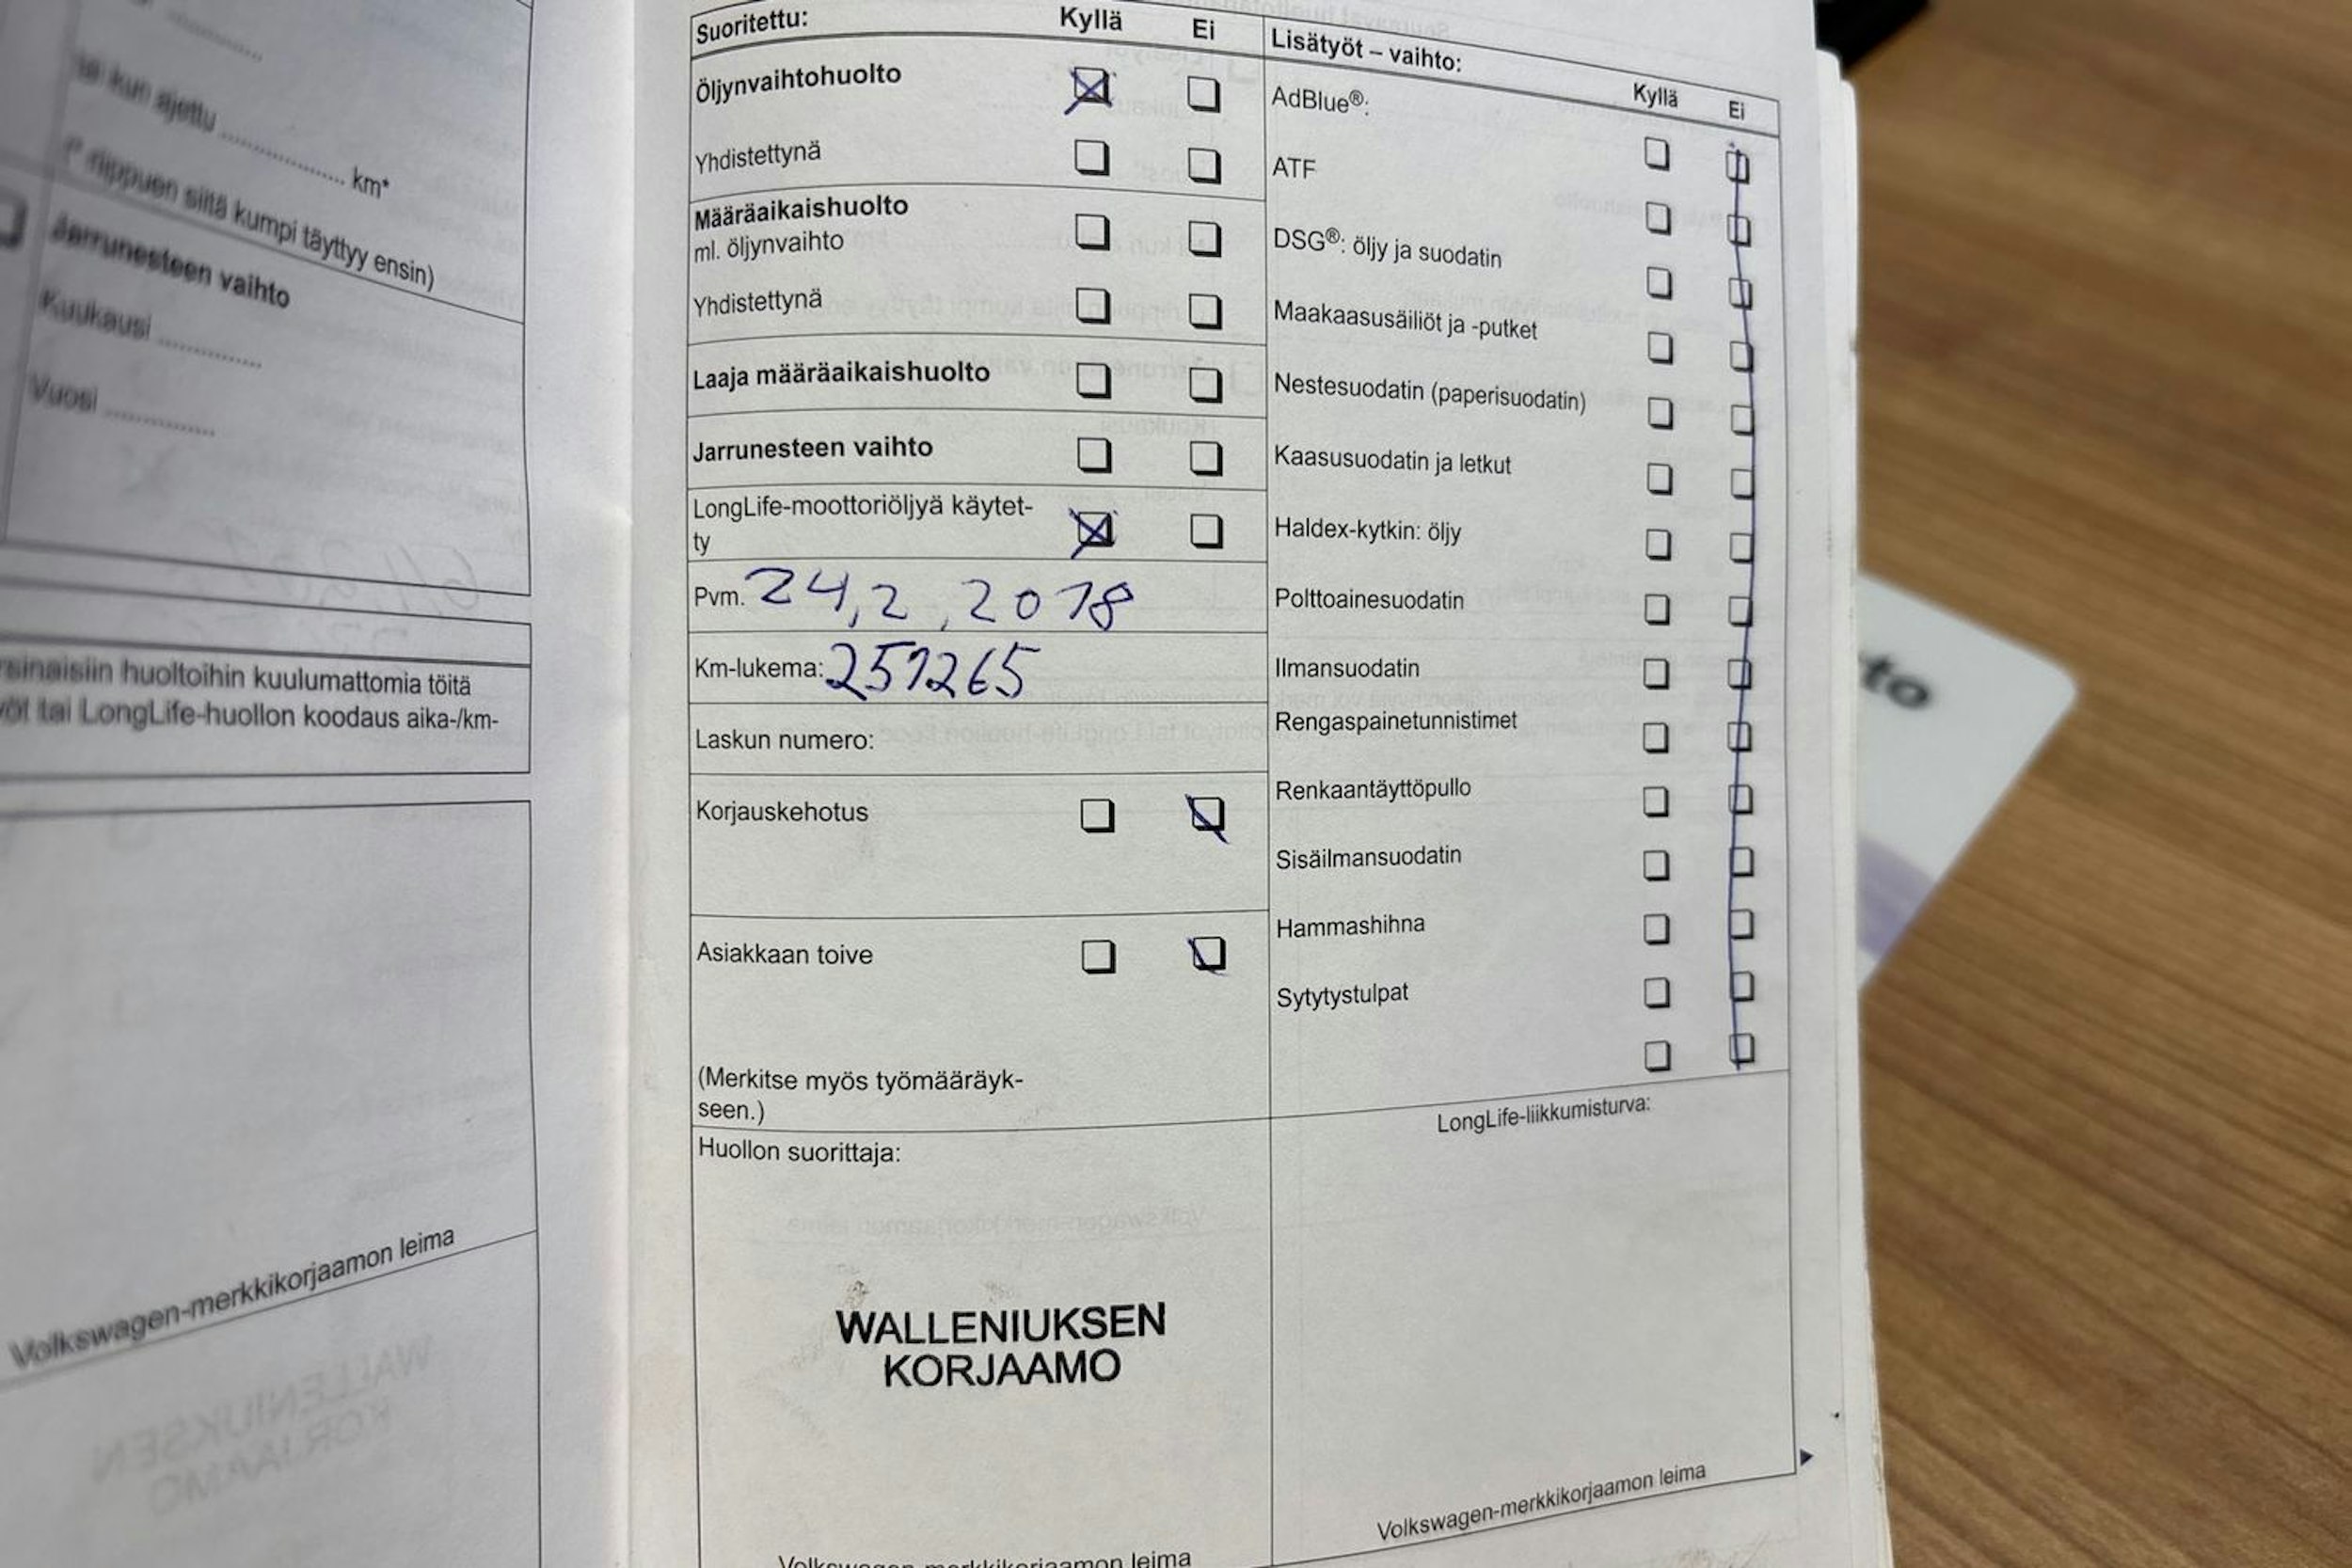 ja kun ajettu .................. km*
(* riippuen siitä kumpi täyttyy ensin)
Jarrunesteen vaihto
Kuukausi ..............
Vuosi ..............
huoltoihin kuulumattomia töitä
tai LongLife-huollon koodaus aika-/km-
Volkswagen-merkkikorjaamon leima
Suoritettu: Kyllä Ei
Öljynvaihtohuolto
Yhdistettynä
Määräaikaishuolto
ml. öljynvaihto
Yhdistettynä
Laaja määräaikaishuolto
Jarrunesteen vaihto
LongLife-moottoriöljyä käytet-
ty
Pvm. 24,2,2018
Km-lukema: 251265
Laskun numero:
Korjauskehotus
Asiakkaan toive
(Merkitse myös työmääräyk-
seen.)
Huollon suorittaja:
WALLENIUKSEN
KORJAAMO
Volkswagen-merkkikorjaamon leima
Lisätyöt – vaihto:
Kyllä Ei
AdBlue®:
ATF
DSG®: öljy ja suodatin
Maakaasusäiliöt ja -putket
Nestesuodatin (paperisuodatin)
Kaasusuodatin ja letkut
Haldex-kytkin: öljy
Polttoainesuodatin
Ilmansuodatin
Rengaspainetunnistimet
Renkaantäyttöpullo
Sisäilmansuodatin
Hammashihna
Sytytystulpat
LongLife-liikkumisturva:
Volkswagen-merkkikorjaamon leima